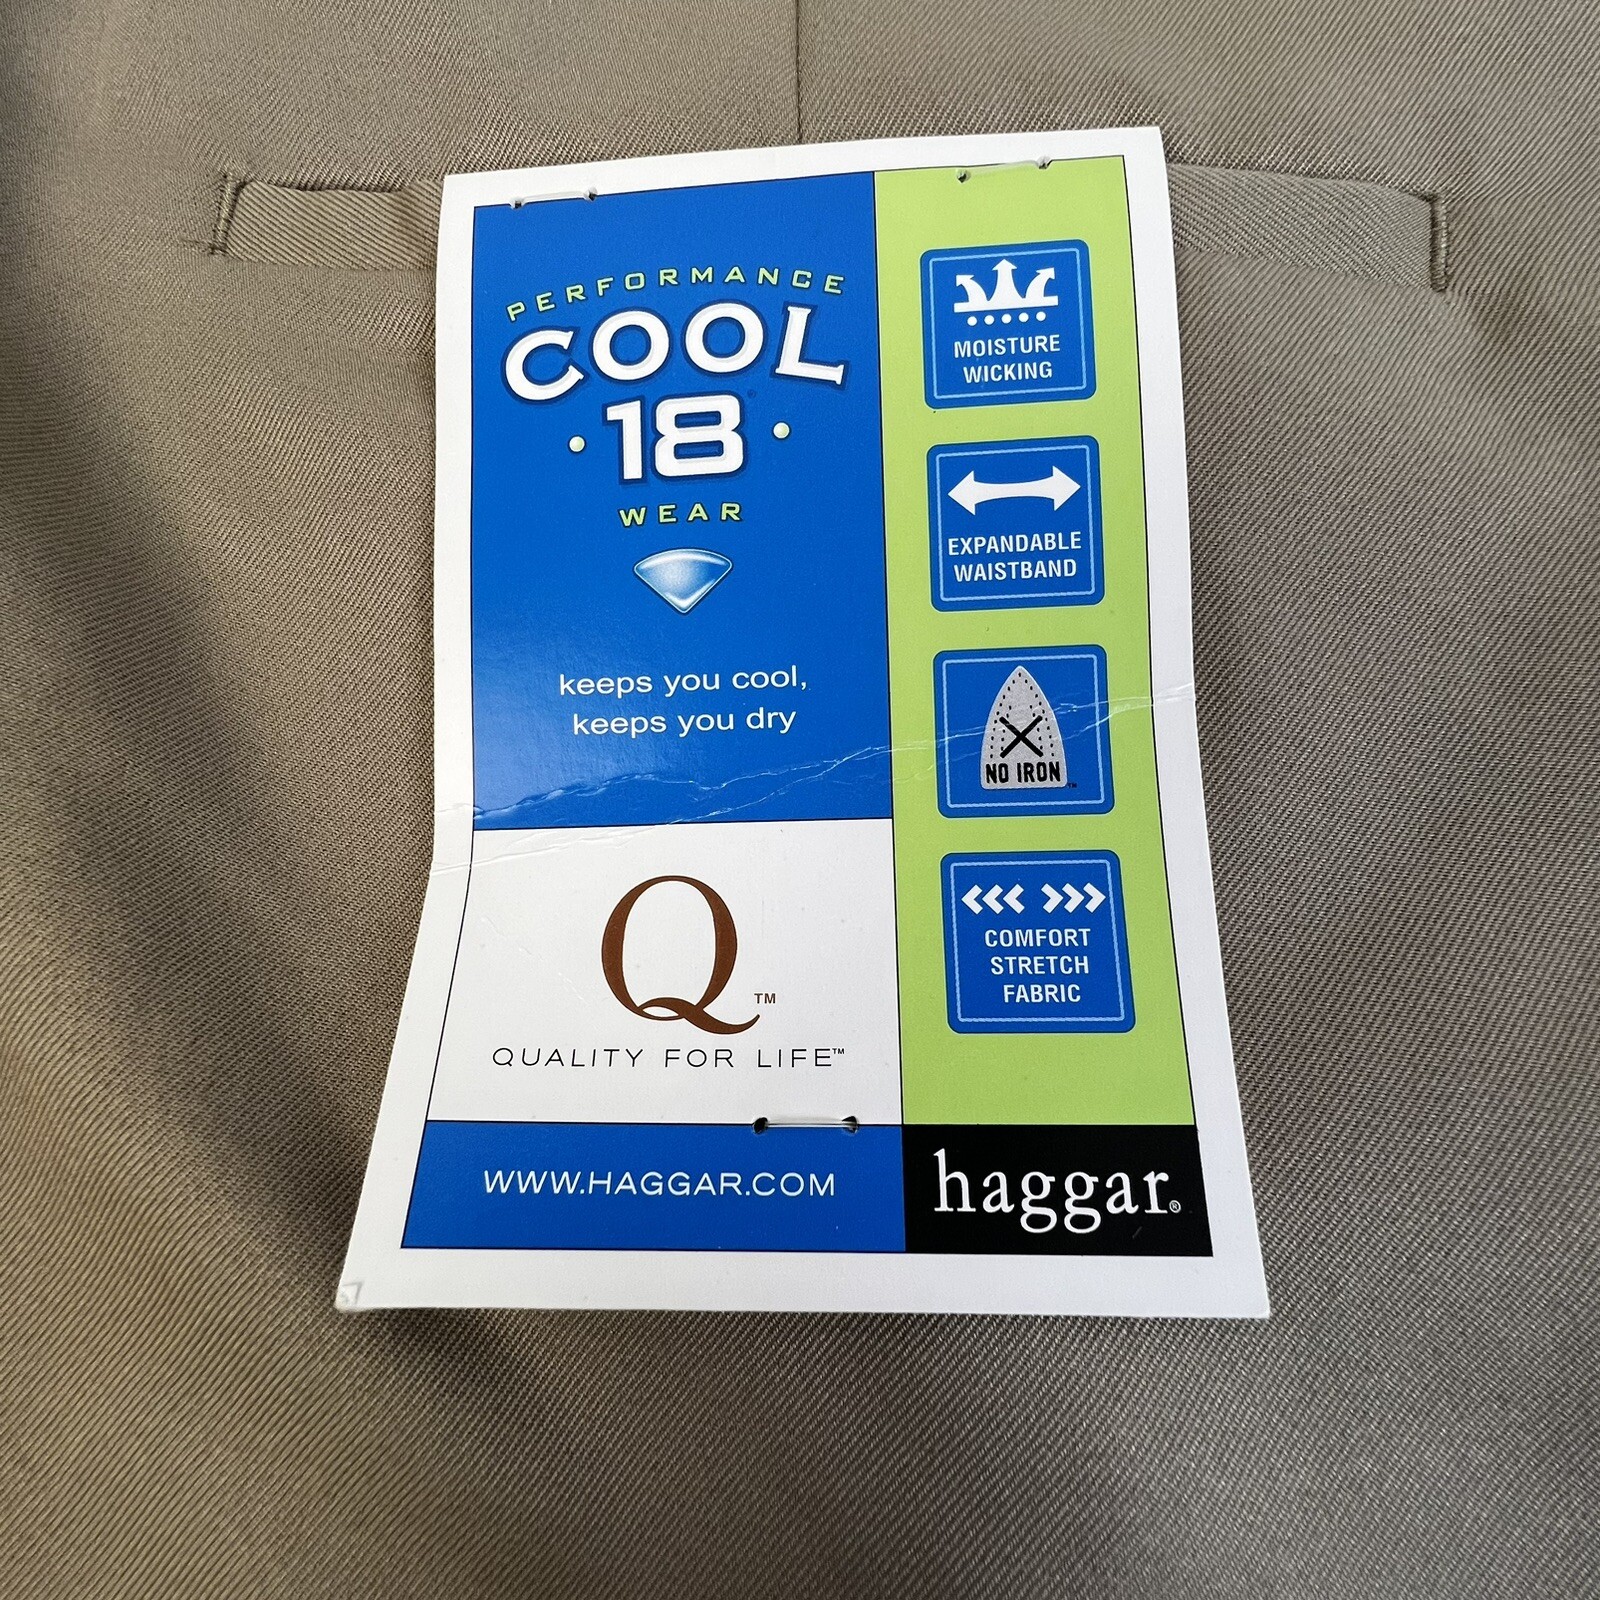 PERFORMANCE
COOL
18®
WEAR
keeps you cool,
keeps you dry
Q™
QUALITY FOR LIFE™
WWW.HAGGAR.COM
MOISTURE
WICKING
EXPANDABLE
WAISTBAND
NO IRON™
COMFORT
STRETCH
FABRIC
haggar®